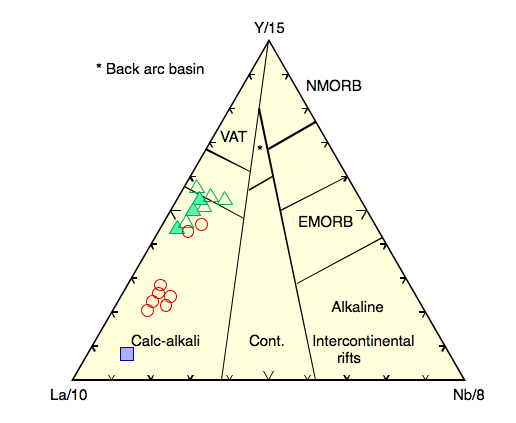 Y/15
* Back arc basin
NMORB
VAT
*
EMORB
Alkaline
Calc-alkali
Cont.
Intercontinental
rifts
La/10
Nb/8